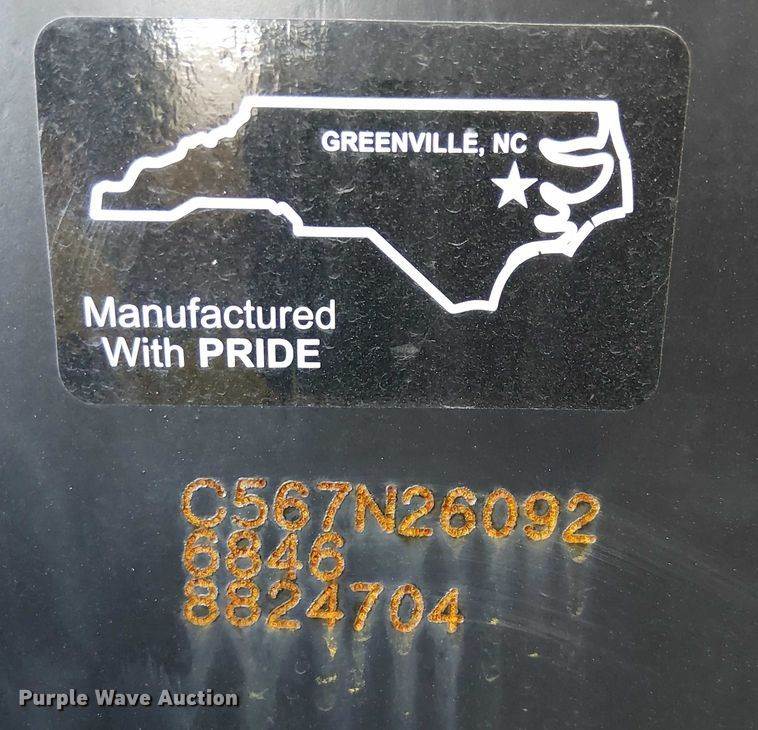 GREENVILLE, NC
Manufactured
With PRIDE
C567N26092
6846
8824704
Purple Wave Auction